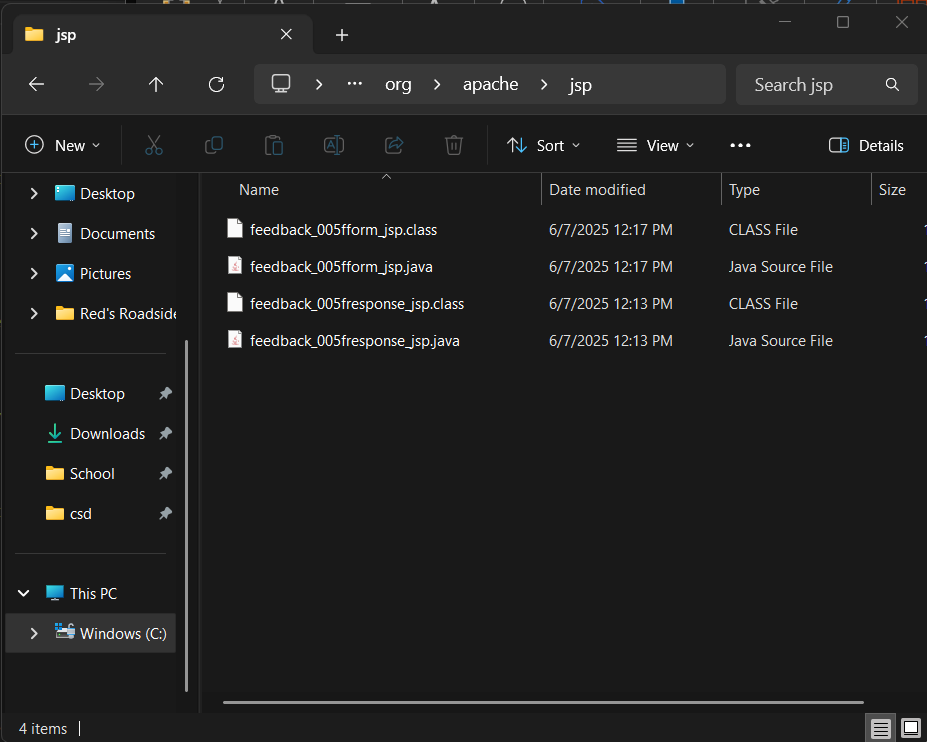 jsp
··· org apache jsp
Search jsp
New Sort View ··· Details
Name Date modified Type Size
feedback_005fform_jsp.class 6/7/2025 12:17 PM CLASS File
feedback_005fform_jsp.java 6/7/2025 12:17 PM Java Source File
feedback_005fresponse_jsp.class 6/7/2025 12:13 PM CLASS File
feedback_005fresponse_jsp.java 6/7/2025 12:13 PM Java Source File
Desktop
Documents
Pictures
Red's Roadside
Desktop
Downloads
School
csd
This PC
Windows (C:)
4 items